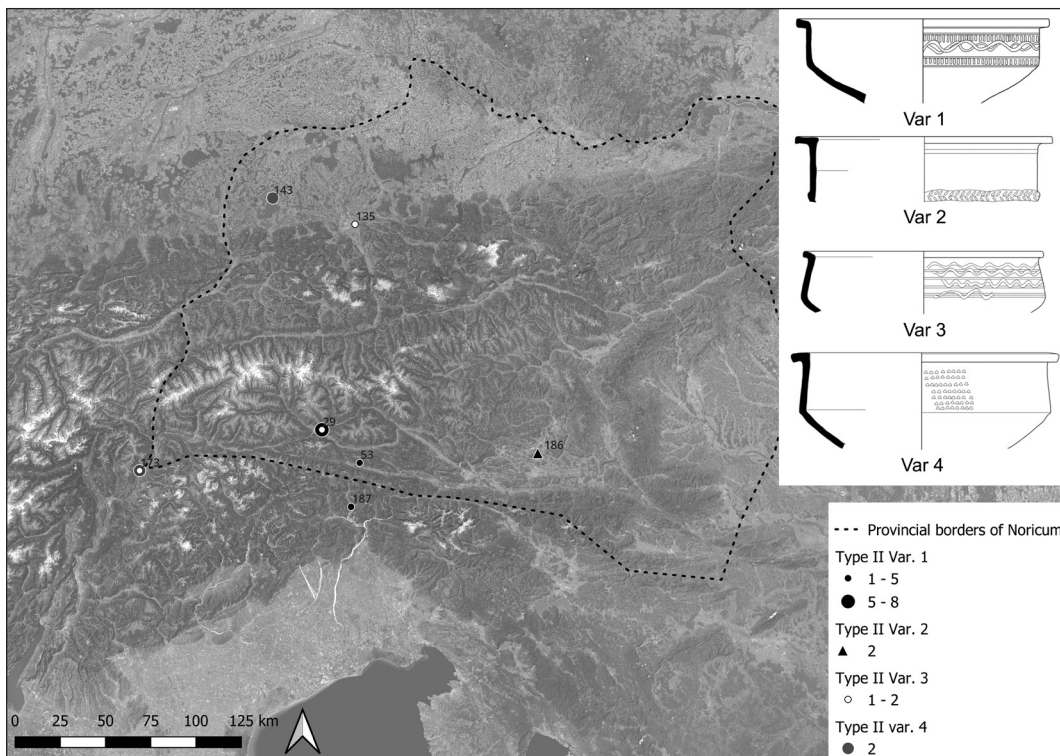 Var 1
Var 2
Var 3
Var 4
143
135
29
53
173
187
186
Provincial borders of Noricum
Type II Var. 1
1 - 5
5 - 8
Type II Var. 2
2
Type II Var. 3
1 - 2
Type II var. 4
2
0 25 50 75 100 125 km